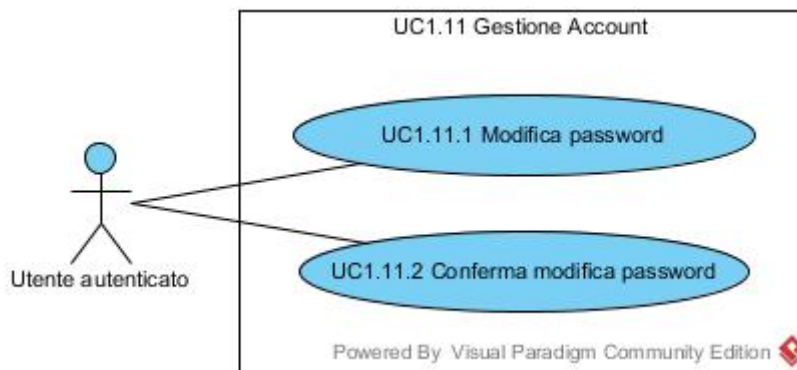 UC1.11 Gestione Account
UC1.11.1 Modifica password
Utente autenticato
UC1.11.2 Conferma modifica password
Powered By Visual Paradigm Community Edition